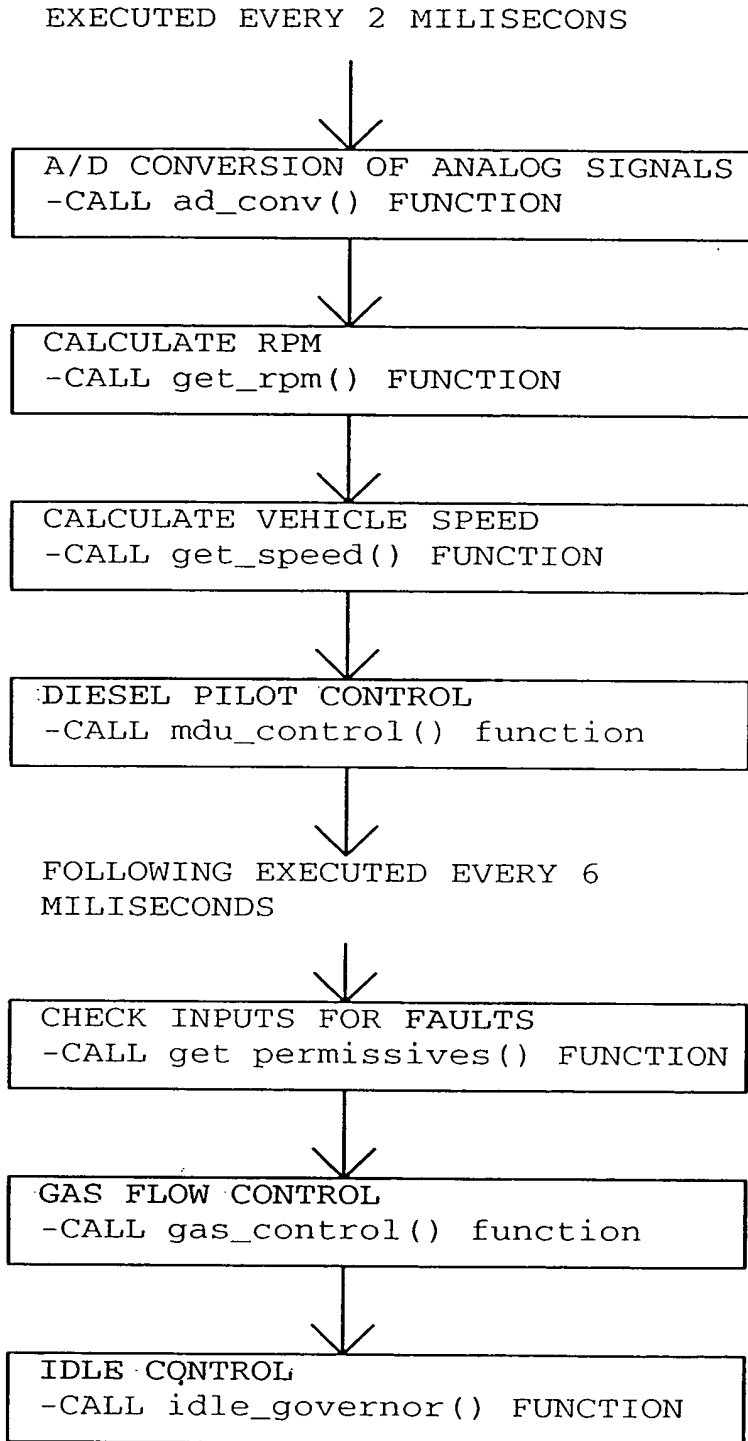 EXECUTED EVERY 2 MILISECONS
A/D CONVERSION OF ANALOG SIGNALS
-CALL ad_conv() FUNCTION
CALCULATE RPM
-CALL get_rpm() FUNCTION
CALCULATE VEHICLE SPEED
-CALL get_speed() FUNCTION
DIESEL PILOT CONTROL
-CALL mdu_control() function
FOLLOWING EXECUTED EVERY 6
MILISECONDS
CHECK INPUTS FOR FAULTS
-CALL get permissives() FUNCTION
GAS FLOW CONTROL
-CALL gas_control() function
IDLE CONTROL
-CALL idle_governor() FUNCTION